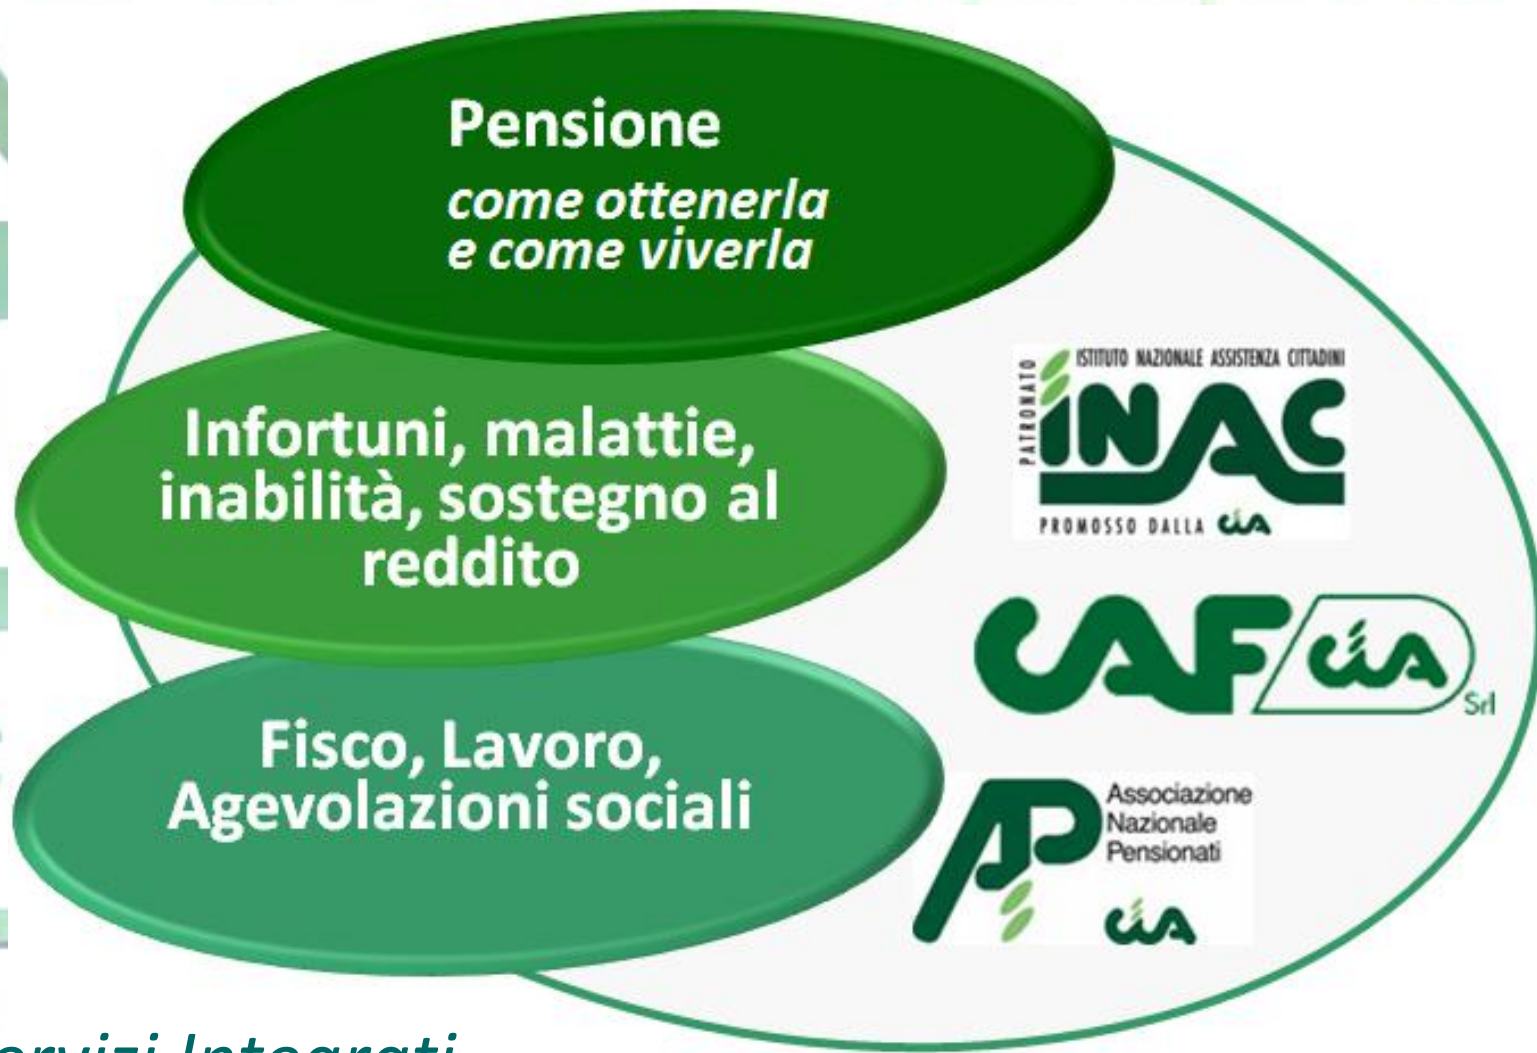 Pensione
come ottenerla
e come viverla
Infortuni, malattie,
inabilità, sostegno al
reddito
Fisco, Lavoro,
Agevolazioni sociali
PATRONATO
ISTITUTO NAZIONALE ASSISTENZA CITTADINI
INAC
PROMOSSO DALLA cia
CAF cia Srl
AP
Associazione
Nazionale
Pensionati
cia
Integrati